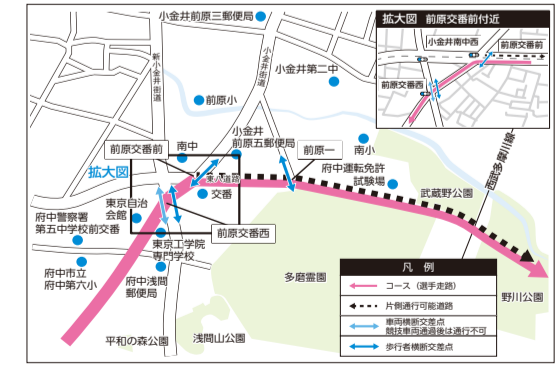 小金井前原三郵便局
小金井街道
新小金井街道
小金井第二中
前原小
小金井
前原五郵便局
前原交番前
南中
前原一
南小
拡大図
東八道路
府中運転免許
試験場
西武多摩川線
武蔵野公園
交番
東京自治
会館
府中警察署
第五中学校前交番
前原交番西
東京工学院
専門学校
府中市立
府中第六小
府中浅間
郵便局
多磨霊園
野川公園
平和の森公園
浅間山公園
拡大図 前原交番前付近
小金井南中西
前原交番前
前原交番西
凡例
コース（選手走路）
片側通行可能道路
車両横断交差点
競技車両通過後は通行不可
歩行者横断交差点